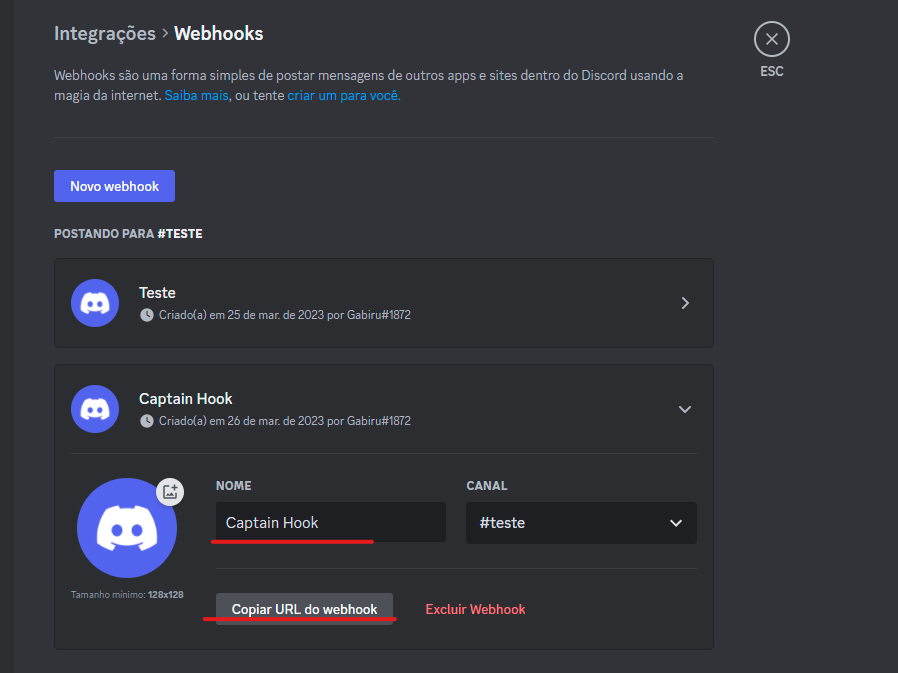 Integrações > Webhooks
ESC
Webhooks são uma forma simples de postar mensagens de outros apps e sites dentro do Discord usando a
magia da internet. Saiba mais, ou tente criar um para você.
Novo webhook
POSTANDO PARA #TESTE
Teste
Criado(a) em 25 de mar. de 2023 por Gabiru#1872
Captain Hook
Criado(a) em 26 de mar. de 2023 por Gabiru#1872
NOME
CANAL
Captain Hook
#teste
Tamanho mínimo: 128x128
Copiar URL do webhook
Excluir Webhook